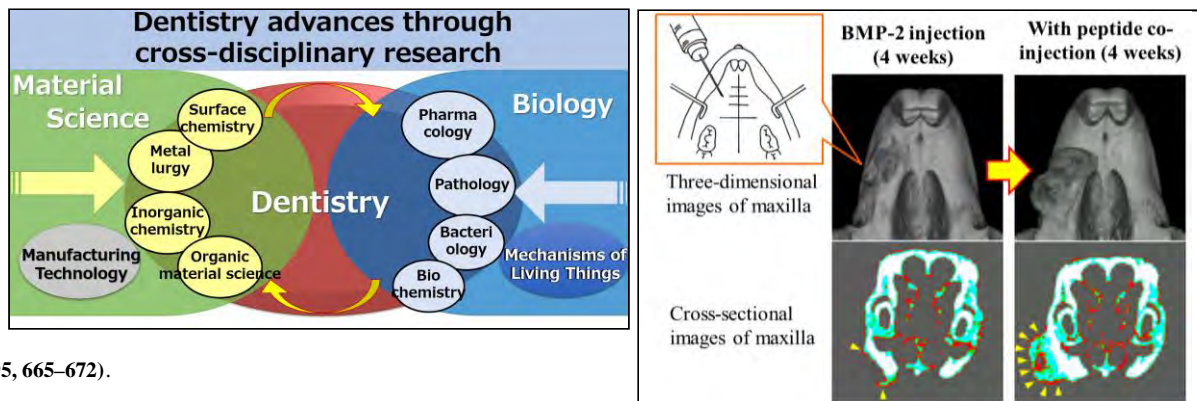 Dentistry advances through
cross-disciplinary research
Material
Science
Surface
chemistry
Metal
lurgy
Inorganic
chemistry
Organic
material science
Manufacturing
Technology
Dentistry
Biology
Pharma
cology
Pathology
Bacteri
ology
Bio
chemistry
Mechanisms of
Living Things
5, 665–672).
BMP-2 injection
(4 weeks)
With peptide co-
injection (4 weeks)
Three-dimensional
images of maxilla
Cross-sectional
images of maxilla